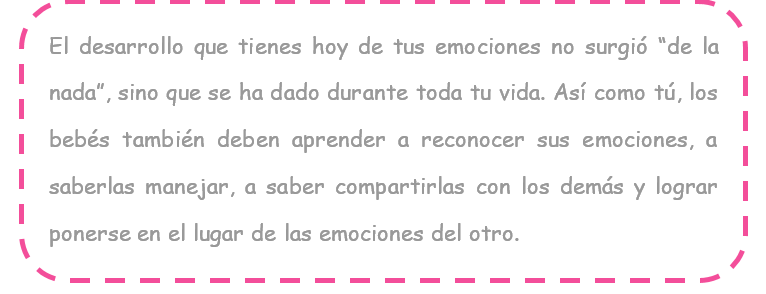 El desarrollo que tienes hoy de tus emociones no surgió “de la
nada”, sino que se ha dado durante toda tu vida. Así como tú, los
bebés también deben aprender a reconocer sus emociones, a
saberlas manejar, a saber compartirlas con los demás y lograr
ponerse en el lugar de las emociones del otro.